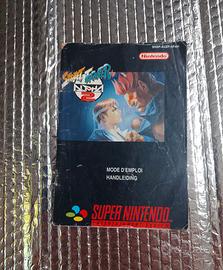 Nintendo
STREET FIGHTER
ALPHA
2
MODE D'EMPLOI
HANDLEIDING
SUPER NINTENDO